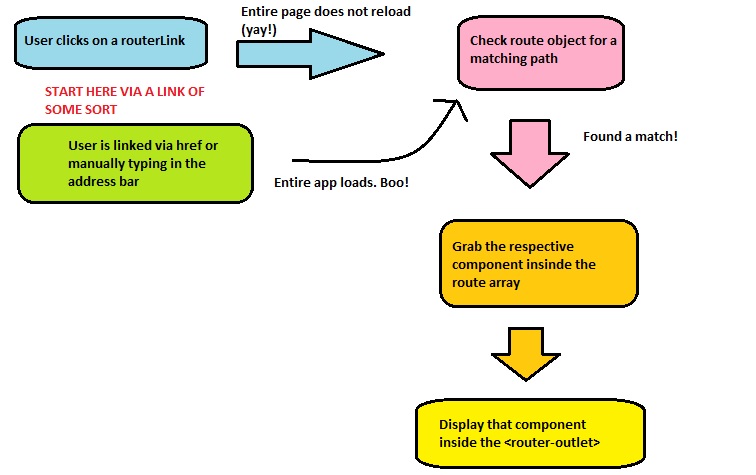 Entire page does not reload
(yay!)
User clicks on a routerLink
Check route object for a
matching path
START HERE VIA A LINK OF
SOME SORT
User is linked via href or
manually typing in the
address bar
Entire app loads. Boo!
Found a match!
Grab the respective
component insinde the
route array
Display that component
inside the <router-outlet>